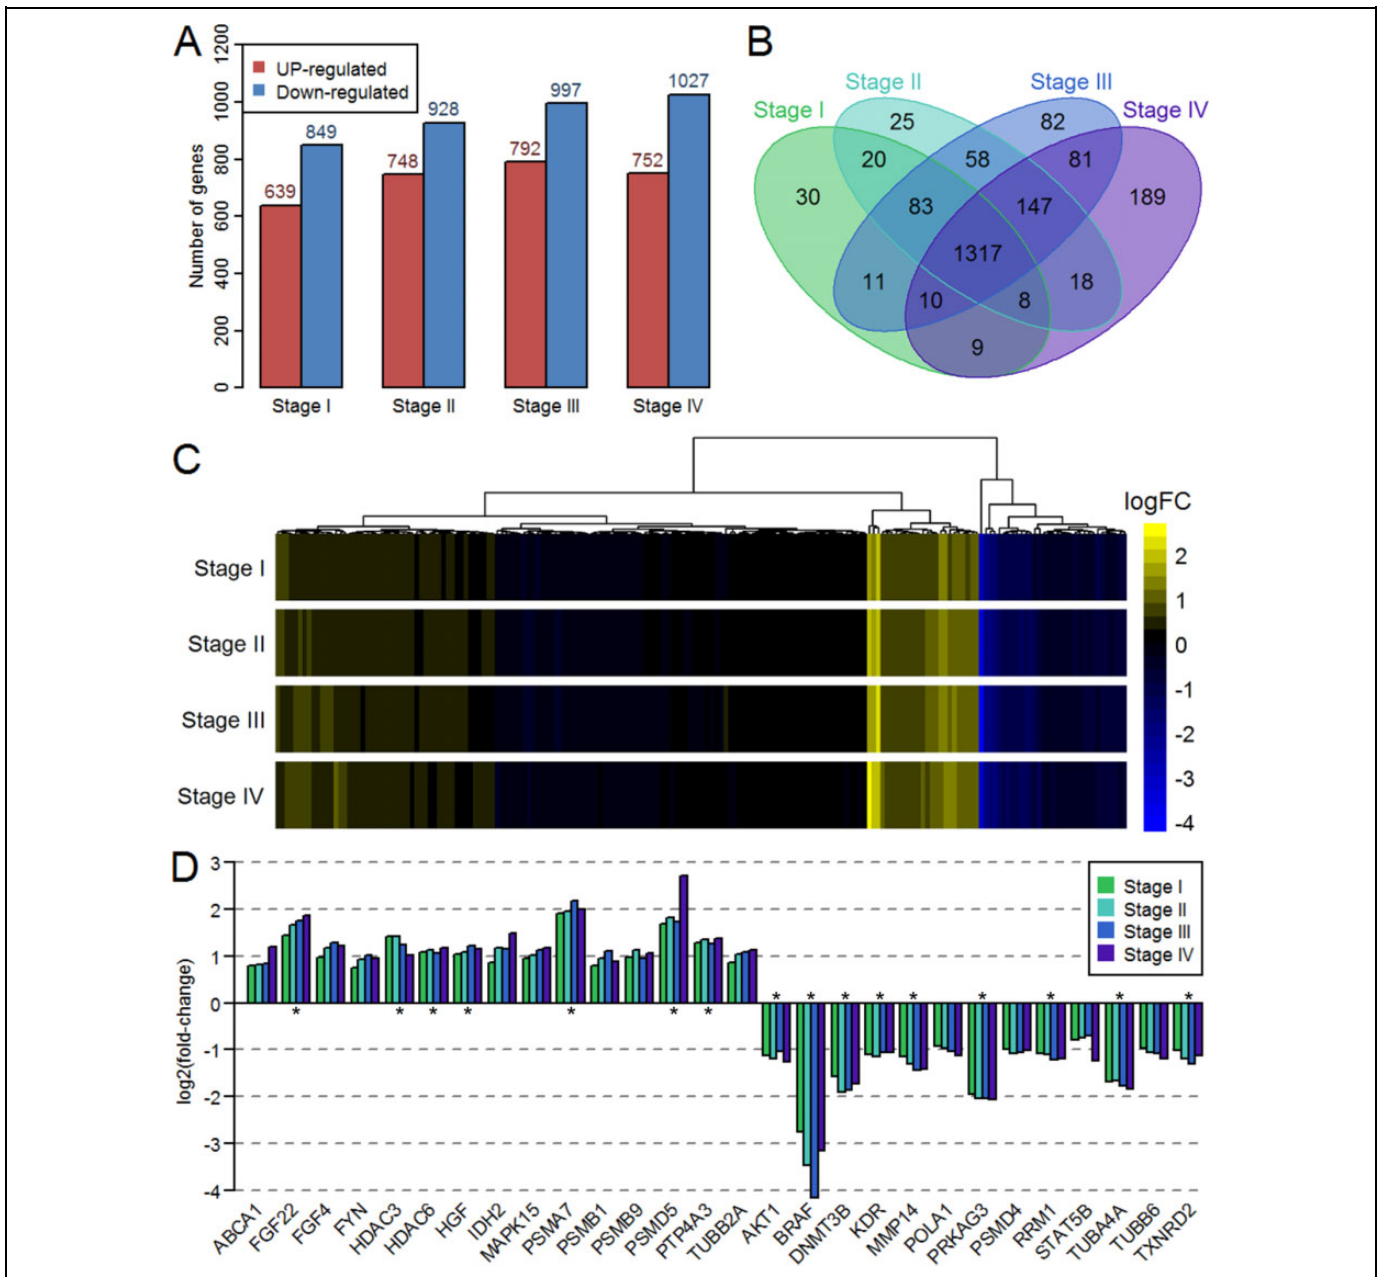 A
Number of genes
1200
1000
800
600
400
200
0
UP-regulated
Down-regulated
639
849
748
928
792
997
752
1027
Stage I
Stage II
Stage III
Stage IV
B
Stage I
Stage II
Stage III
Stage IV
25
82
20
58
81
30
83
147
189
1317
11
10
8
18
9
C
logFC
Stage I
Stage II
Stage III
Stage IV
2
1
0
-1
-2
-3
-4
D
log2(fold-change)
3
2
1
0
-1
-2
-3
-4
Stage I
Stage II
Stage III
Stage IV
* * * * * * *
* * * * * * * * *
ABCA1
FGF22
FGF4
FYN
HDAC3
HDAC6
HGF
IDH2
MAPK15
PSMA7
PSMB1
PSMB9
PSMD5
PTP4A3
TUBB2A
AKT1
BRAF
DNMT3B
KDR
MMP14
POLA1
PRKAG3
PSMD4
RRM1
STAT5B
TUBA4A
TUBB6
TXNRD2